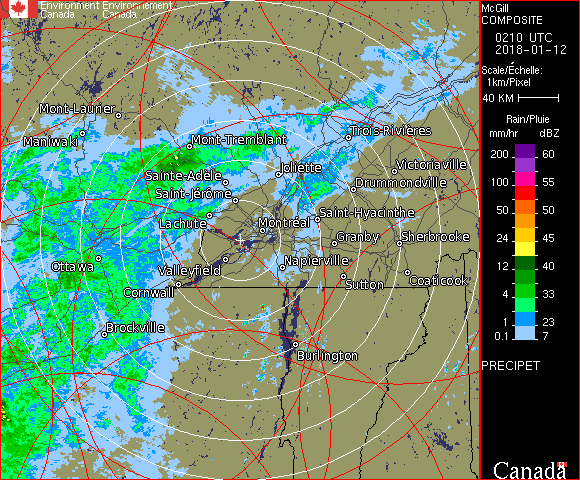 Environment Environnement
Canada Canada
Mont-Laurier
Maniwaki
Mont-Tremblant
Trois-Rivieres
Joliette
Victoriaville
Sainte-Adèle
Drummondville
Saint-Jérôme
Saint-Hyacinthe
Lachute
Montréal
Granby
Sherbrooke
Ottawa
Valleyfield
Napierville
Coaticook
Sutton
Cornwall
Brockville
Burlington
McGill
COMPOSITE
0210 UTC
2018-01-12
Scale/Échelle:
1km/Pixel
40 KM
Rain/Pluie
mm/hr dBZ
200 60
100 55
50 50
24 45
12 40
4 33
1 23
0.1 7
PRECIPET
Canada